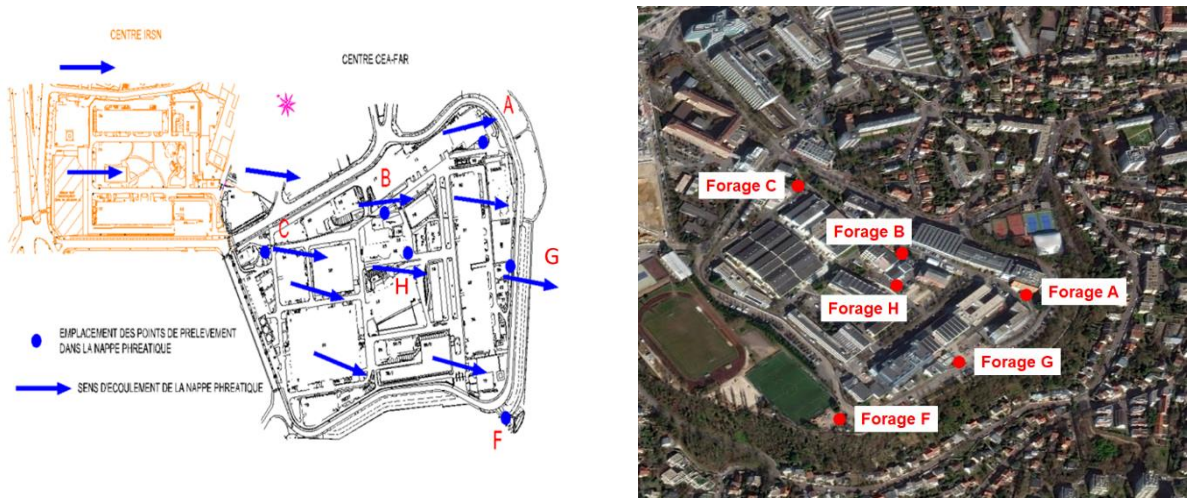 CENTRE IRSN
CENTRE CEA-FAR
A
B
C
G
H
EMPLACEMENT DES POINTS DE PRELEVEMENT
DANS LA NAPPE PHREATIQUE
SENS D'ECOULEMENT DE LA NAPPE PHREATIQUE
F
Forage C
Forage B
Forage H
Forage A
Forage G
Forage F